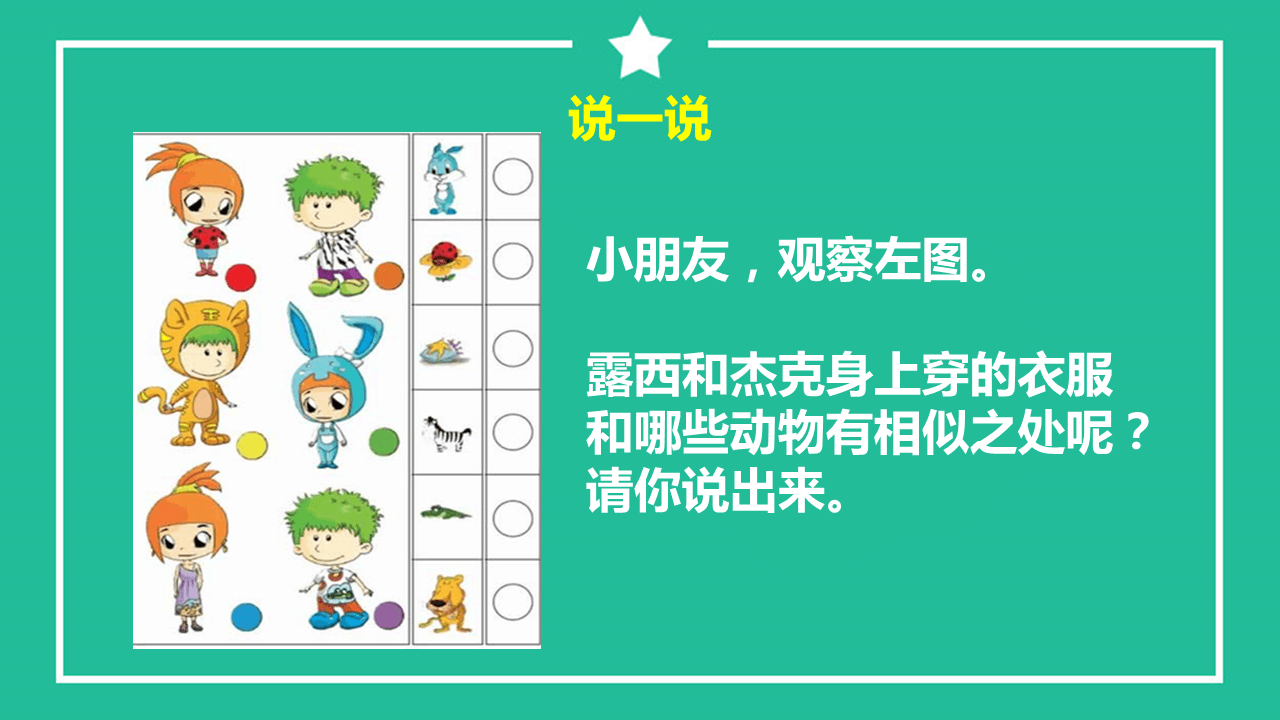 说一说
小朋友，观察左图。
露西和杰克身上穿的衣服
和哪些动物有相似之处呢？
请你说出来。
王